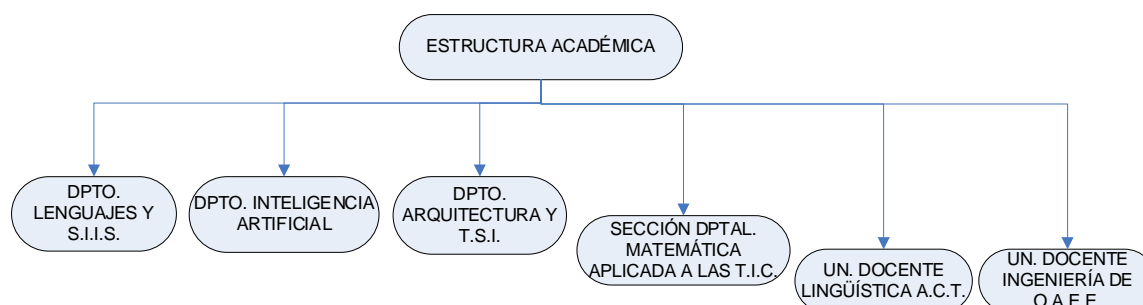 ESTRUCTURA ACADÉMICA
DPTO.
LENGUAJES Y
S.I.I.S.
DPTO. INTELIGENCIA
ARTIFICIAL
DPTO.
ARQUITECTURA Y
T.S.I.
SECCIÓN DPTAL.
MATEMÁTICA
APLICADA A LAS T.I.C.
UN. DOCENTE
LINGÜÍSTICA A.C.T.
UN. DOCENTE
INGENIERÍA DE